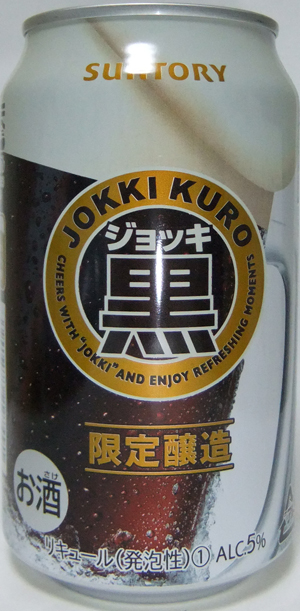 SUNTORY
JOKKI KURO
ジョッキ
黒
CHEERS WITH "JOKKI" AND ENJOY REFRESHING MOMENTS
限定醸造
さけ
お酒
リキュール(発泡性)① ALC.5%